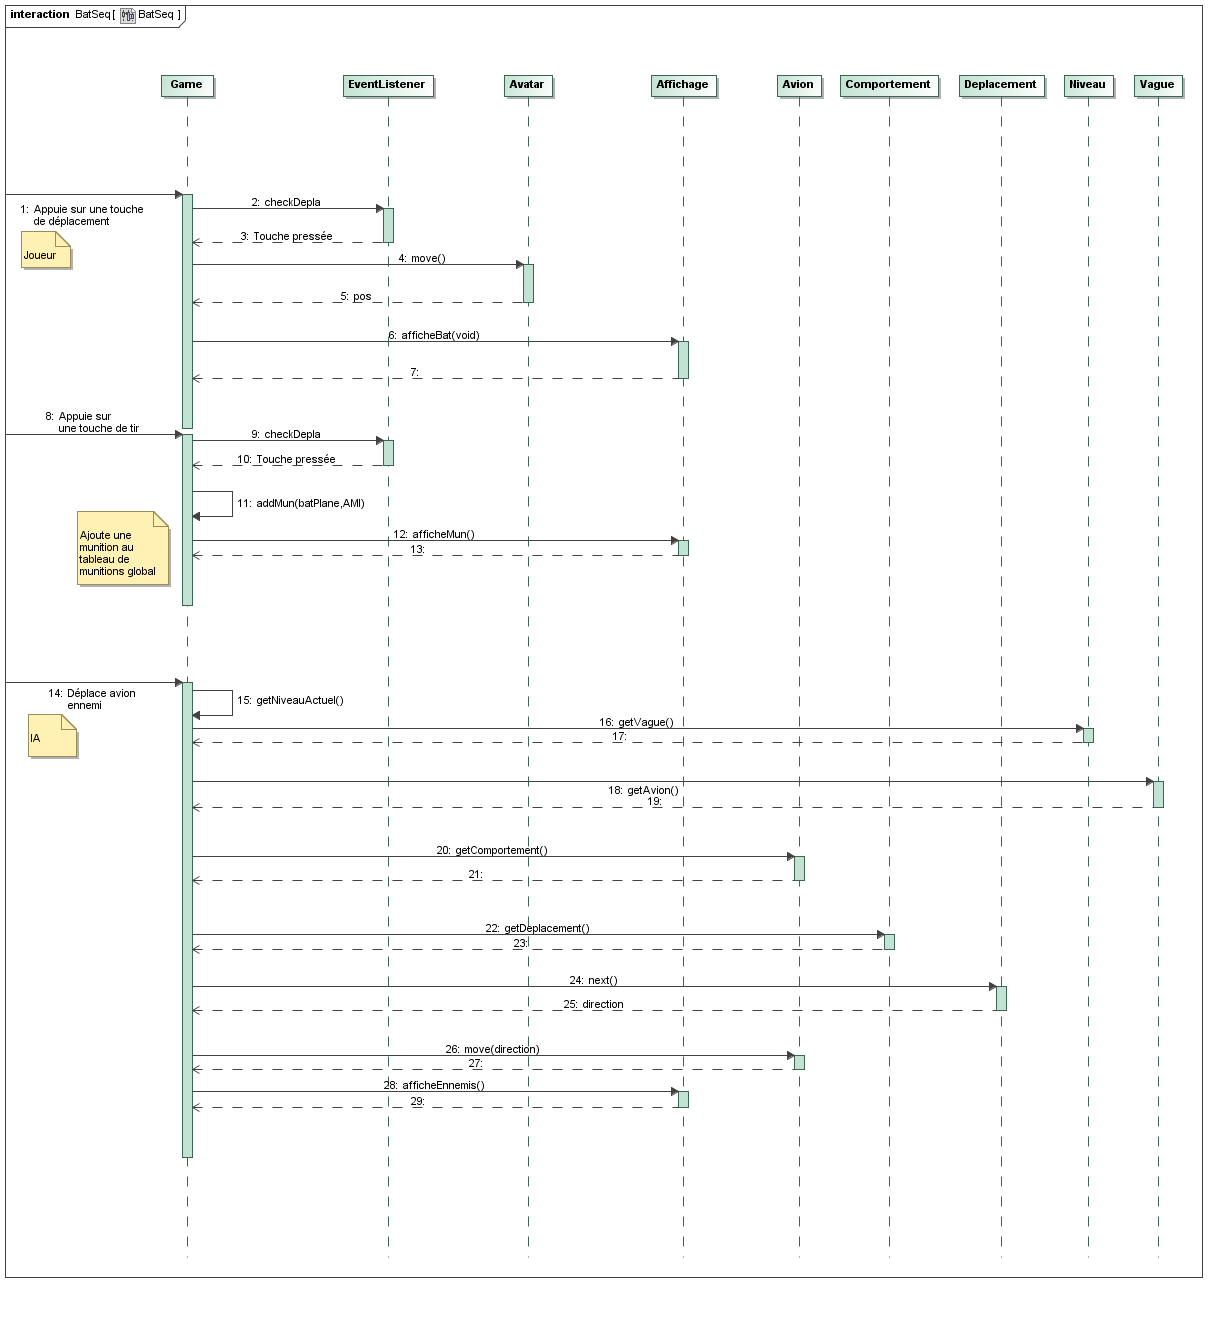 interaction BatSeq[ BatSeq ]
Game
EventListener
Avatar
Affichage
Avion
Comportement
Deplacement
Niveau
Vague
1: Appuie sur une touche
de déplacement
Joueur
2: checkDepla
3: Touche pressée
4: move()
5: pos
6: afficheBat(void)
7:
8: Appuie sur
une touche de tir
9: checkDepla
10: Touche pressée
11: addMun(batPlane,AMI)
Ajoute une
munition au
tableau de
munitions global
12: afficheMun()
13:
14: Déplace avion
ennemi
IA
15: getNiveauActuel()
16: getVague()
17:
18: getAvion()
19:
20: getComportement()
21:
22: getDeplacement()
23:
24: next()
25: direction
26: move(direction)
27:
28: afficheEnnemis()
29: